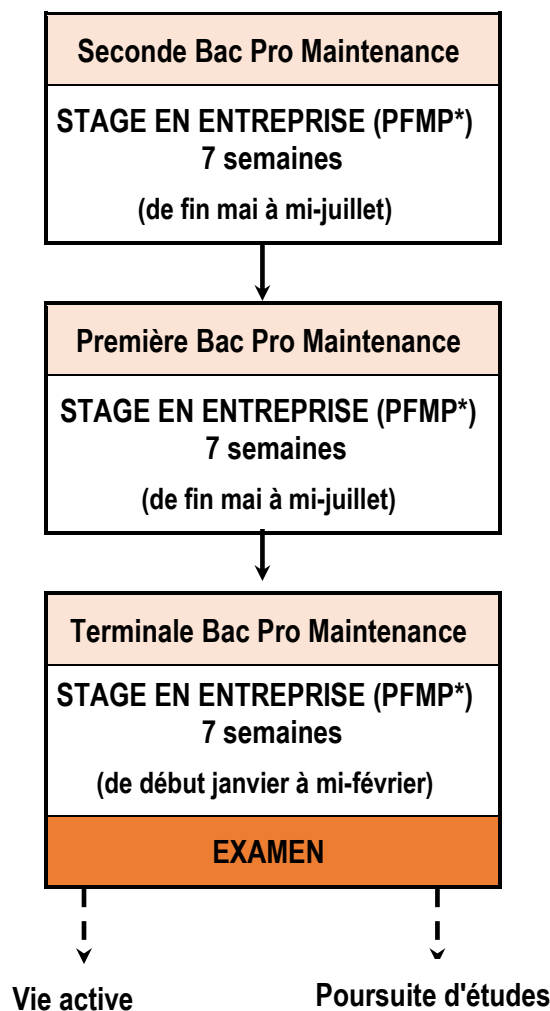 Seconde Bac Pro Maintenance
STAGE EN ENTREPRISE (PFMP*)
7 semaines
(de fin mai à mi-juillet)
Première Bac Pro Maintenance
STAGE EN ENTREPRISE (PFMP*)
7 semaines
(de fin mai à mi-juillet)
Terminale Bac Pro Maintenance
STAGE EN ENTREPRISE (PFMP*)
7 semaines
(de début janvier à mi-février)
EXAMEN
Vie active
Poursuite d'études